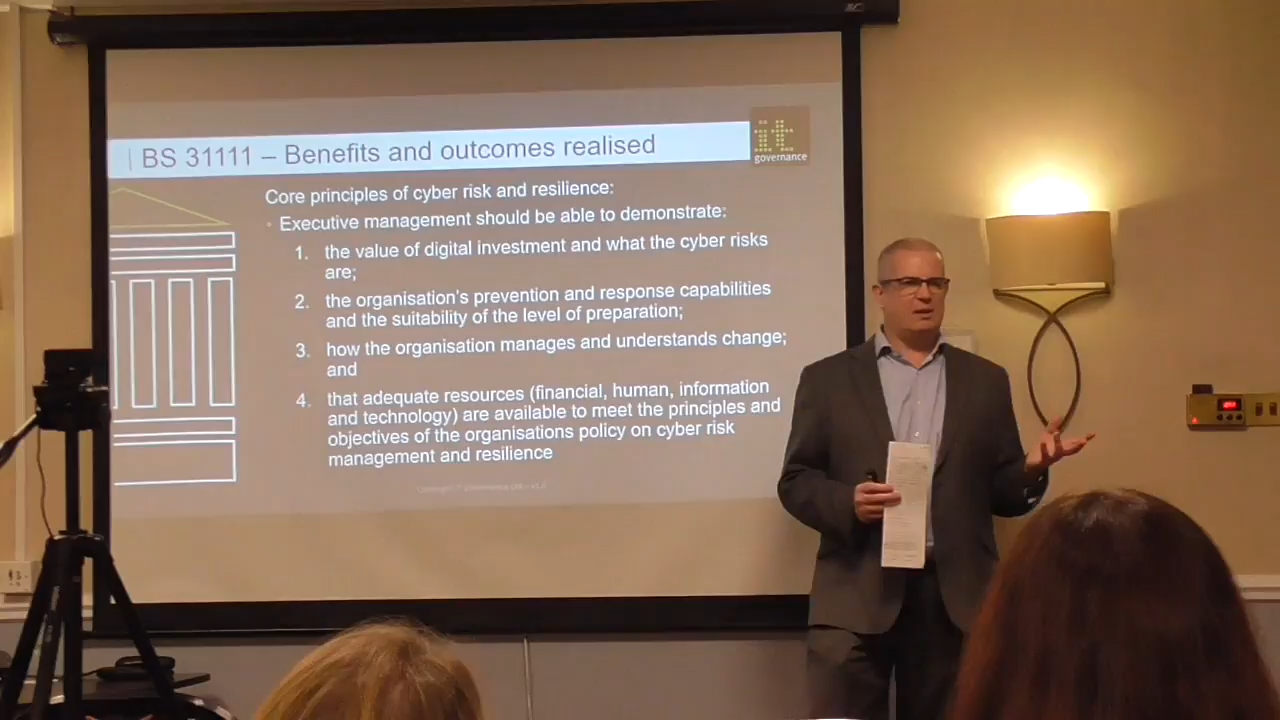 BS 31111 – Benefits and outcomes realised
it
governance
Core principles of cyber risk and resilience:
• Executive management should be able to demonstrate:
1. the value of digital investment and what the cyber risks
are;
2. the organisation's prevention and response capabilities
and the suitability of the level of preparation;
3. how the organisation manages and understands change;
and
4. that adequate resources (financial, human, information
and technology) are available to meet the principles and
objectives of the organisations policy on cyber risk
management and resilience